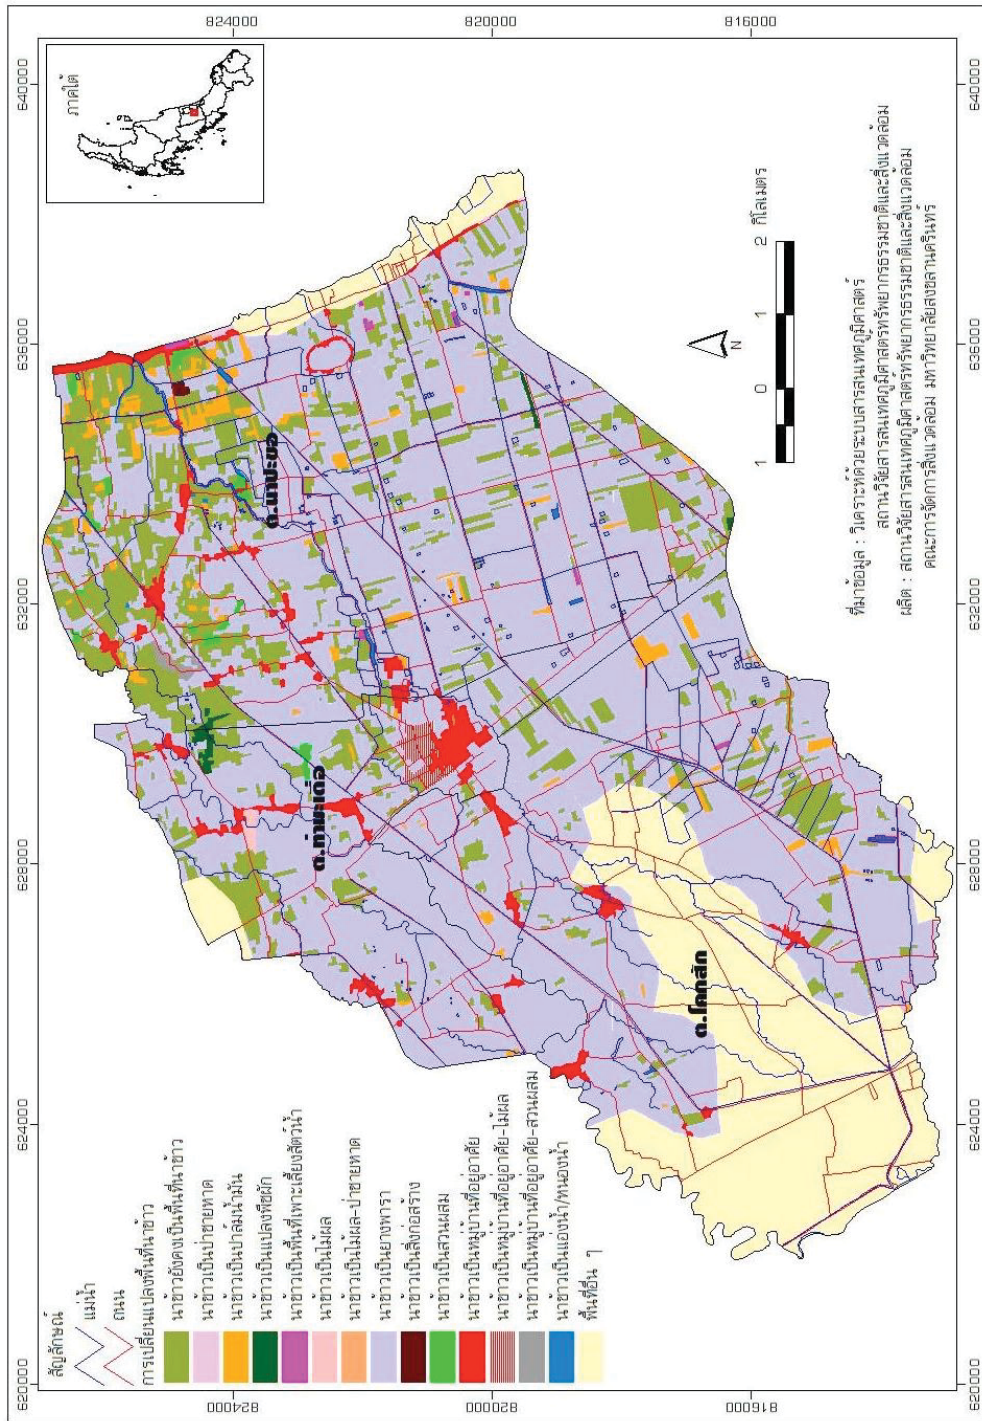 ภาคใต้
824000
820000
816000
640000
636000
632000
628000
624000
620000
640000
636000
632000
628000
624000
620000
824000
820000
816000
ต.นาปะขอ
ต.ท่ามะเดื่อ
ต.โคกสัก
N
1 0 1 2 กิโลเมตร
ที่มาข้อมูล : วิเคราะห์ด้วยระบบสารสนเทศภูมิศาสตร์
สถานวิจัยสารสนเทศภูมิศาสตร์ทรัพยากรธรรมชาติและสิ่งแวดล้อม
ผลิต : สถานวิจัยสารสนเทศภูมิศาสตร์ทรัพยากรธรรมชาติและสิ่งแวดล้อม
คณะการจัดการสิ่งแวดล้อม มหาวิทยาลัยสงขลานครินทร์
สัญลักษณ์
แม่น้ำ
ถนน
การเปลี่ยนแปลงพื้นที่นาข้าว
นาข้าวยังคงเป็นพื้นที่นาข้าว
นาข้าวเป็นป่าชายหาด
นาข้าวเป็นปาล์มน้ำมัน
นาข้าวเป็นแปลงพืชผัก
นาข้าวเป็นพื้นที่เพาะเลี้ยงสัตว์น้ำ
นาข้าวเป็นไม้ผล
นาข้าวเป็นไม้ผล-ป่าชายหาด
นาข้าวเป็นยางพารา
นาข้าวเป็นสิ่งก่อสร้าง
นาข้าวเป็นสวนผสม
นาข้าวเป็นหมู่บ้านที่อยู่อาศัย
นาข้าวเป็นหมู่บ้านที่อยู่อาศัย-ไม้ผล
นาข้าวเป็นหมู่บ้านที่อยู่อาศัย-สวนผสม
นาข้าวเป็นแอ่งน้ำ/หนองน้ำ
พื้นที่อื่น ๆ